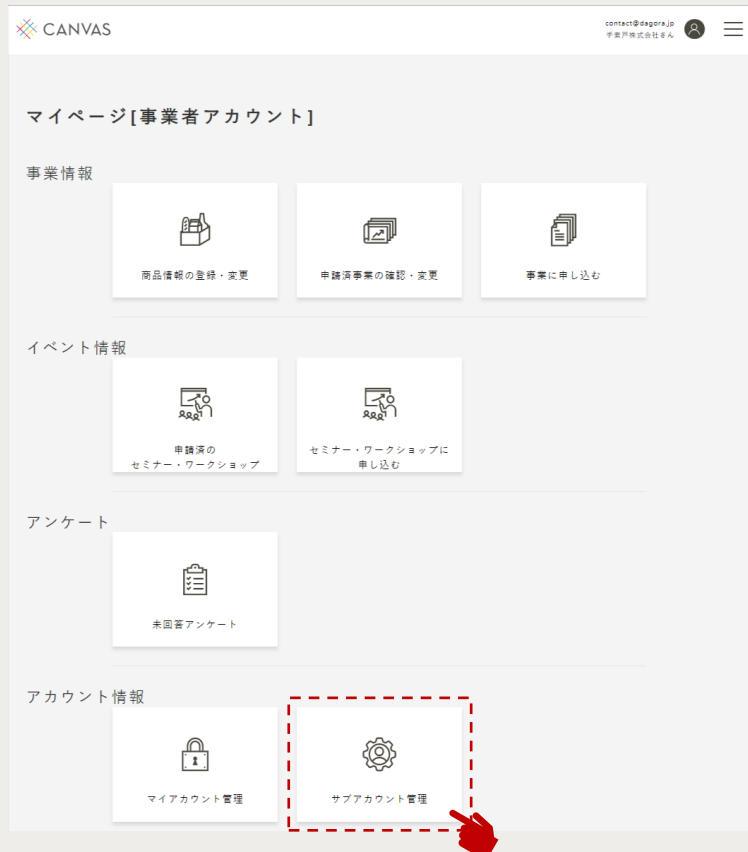 CANVAS
contact@dagora.jp
手素戸株式会社さん
マイページ[事業者アカウント]
事業情報
商品情報の登録・変更
申請済事業の確認・変更
事業に申し込む
イベント情報
申請済の
セミナー・ワークショップ
セミナー・ワークショップに
申し込む
アンケート
未回答アンケート
アカウント情報
マイアカウント管理
サブアカウント管理